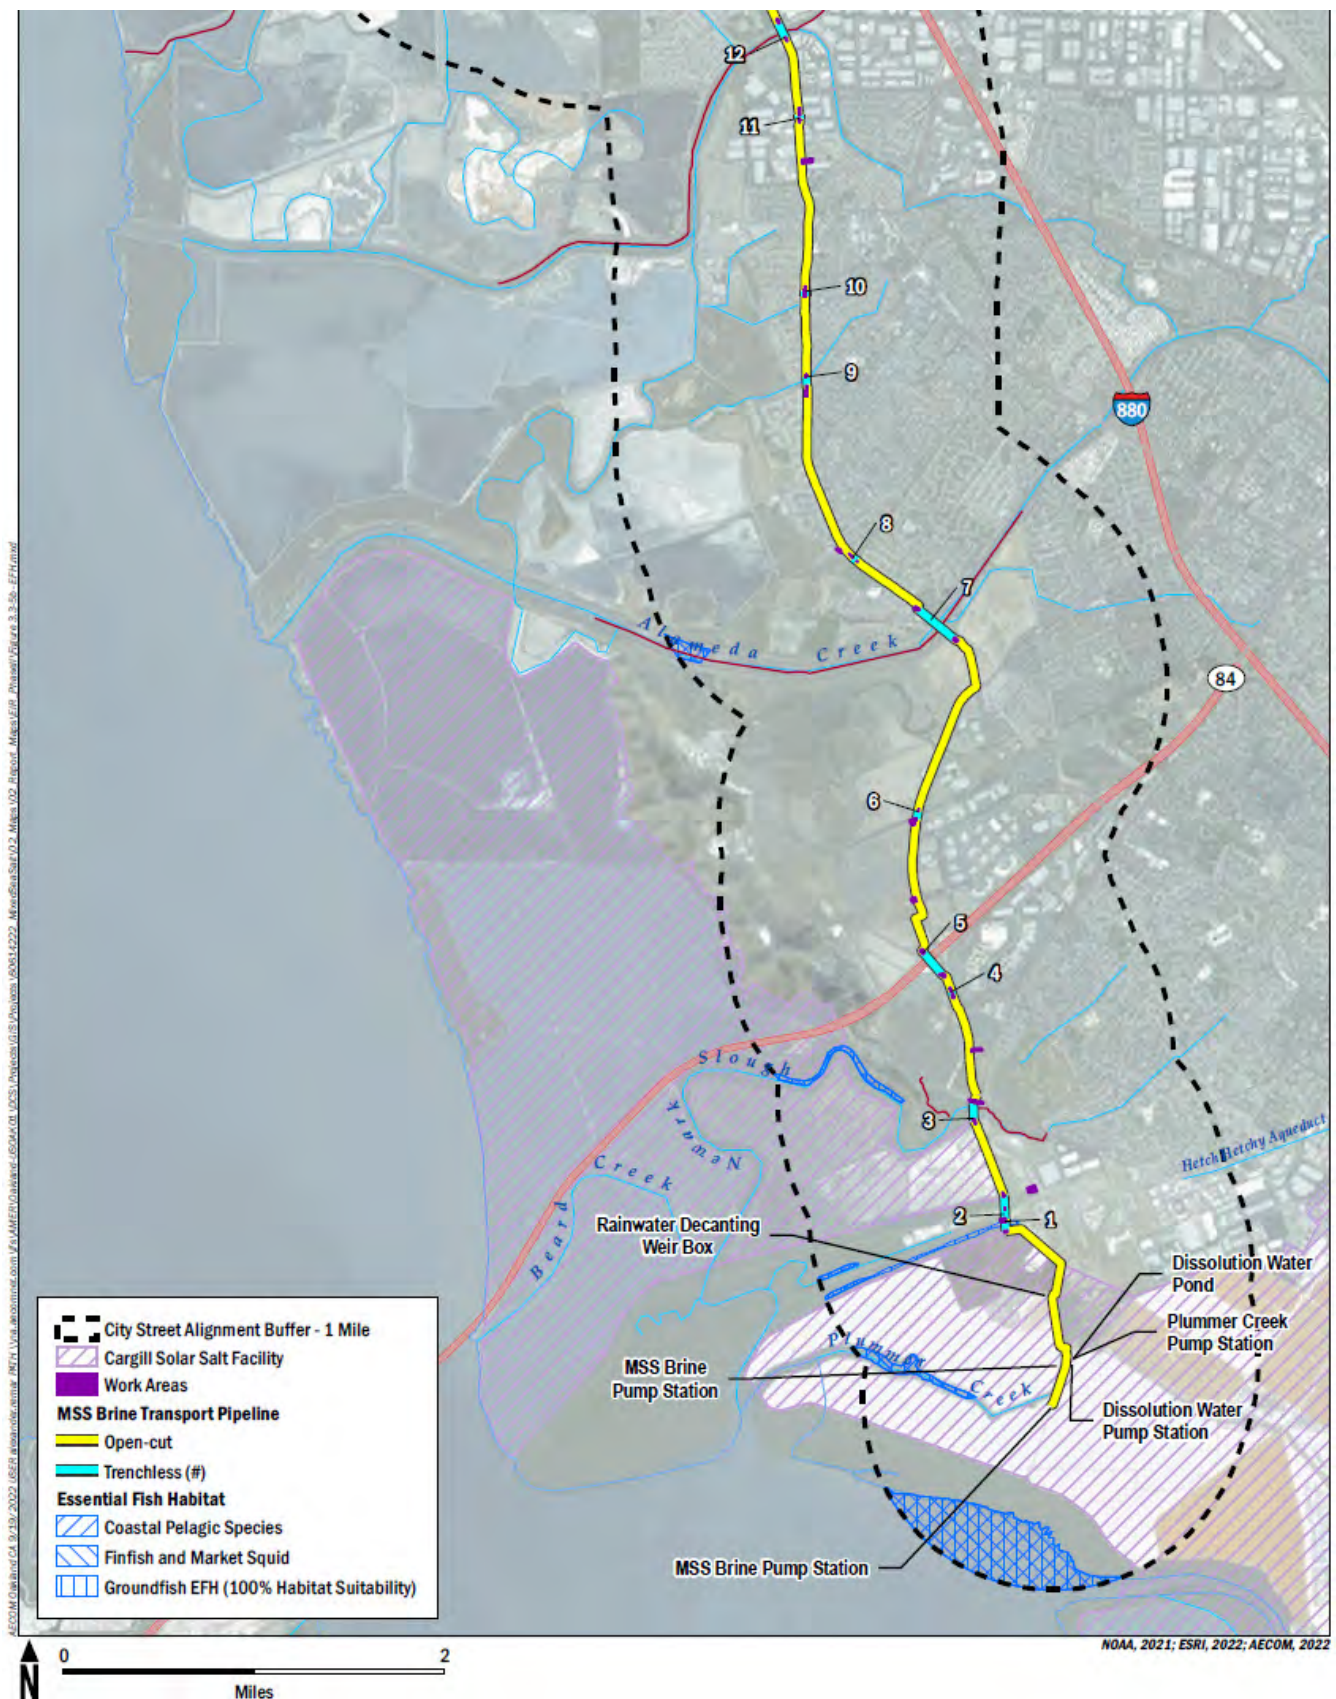 12
11
10
9
880
8
7
Alameda Creek
84
6
5
4
Slough
3
Newark
Hetch Hetchy Aqueduct
Creek
Beard
2
1
Rainwater Decanting
Weir Box
Dissolution Water
Pond
Plummer Creek
Pump Station
Plummer
Creek
MSS Brine
Pump Station
Dissolution Water
Pump Station
MSS Brine Pump Station
City Street Alignment Buffer - 1 Mile
Cargill Solar Salt Facility
Work Areas
MSS Brine Transport Pipeline
Open-cut
Trenchless (#)
Essential Fish Habitat
Coastal Pelagic Species
Finfish and Market Squid
Groundfish EFH (100% Habitat Suitability)
NOAA, 2021; ESRI, 2022; AECOM, 2022
N
0
2
Miles